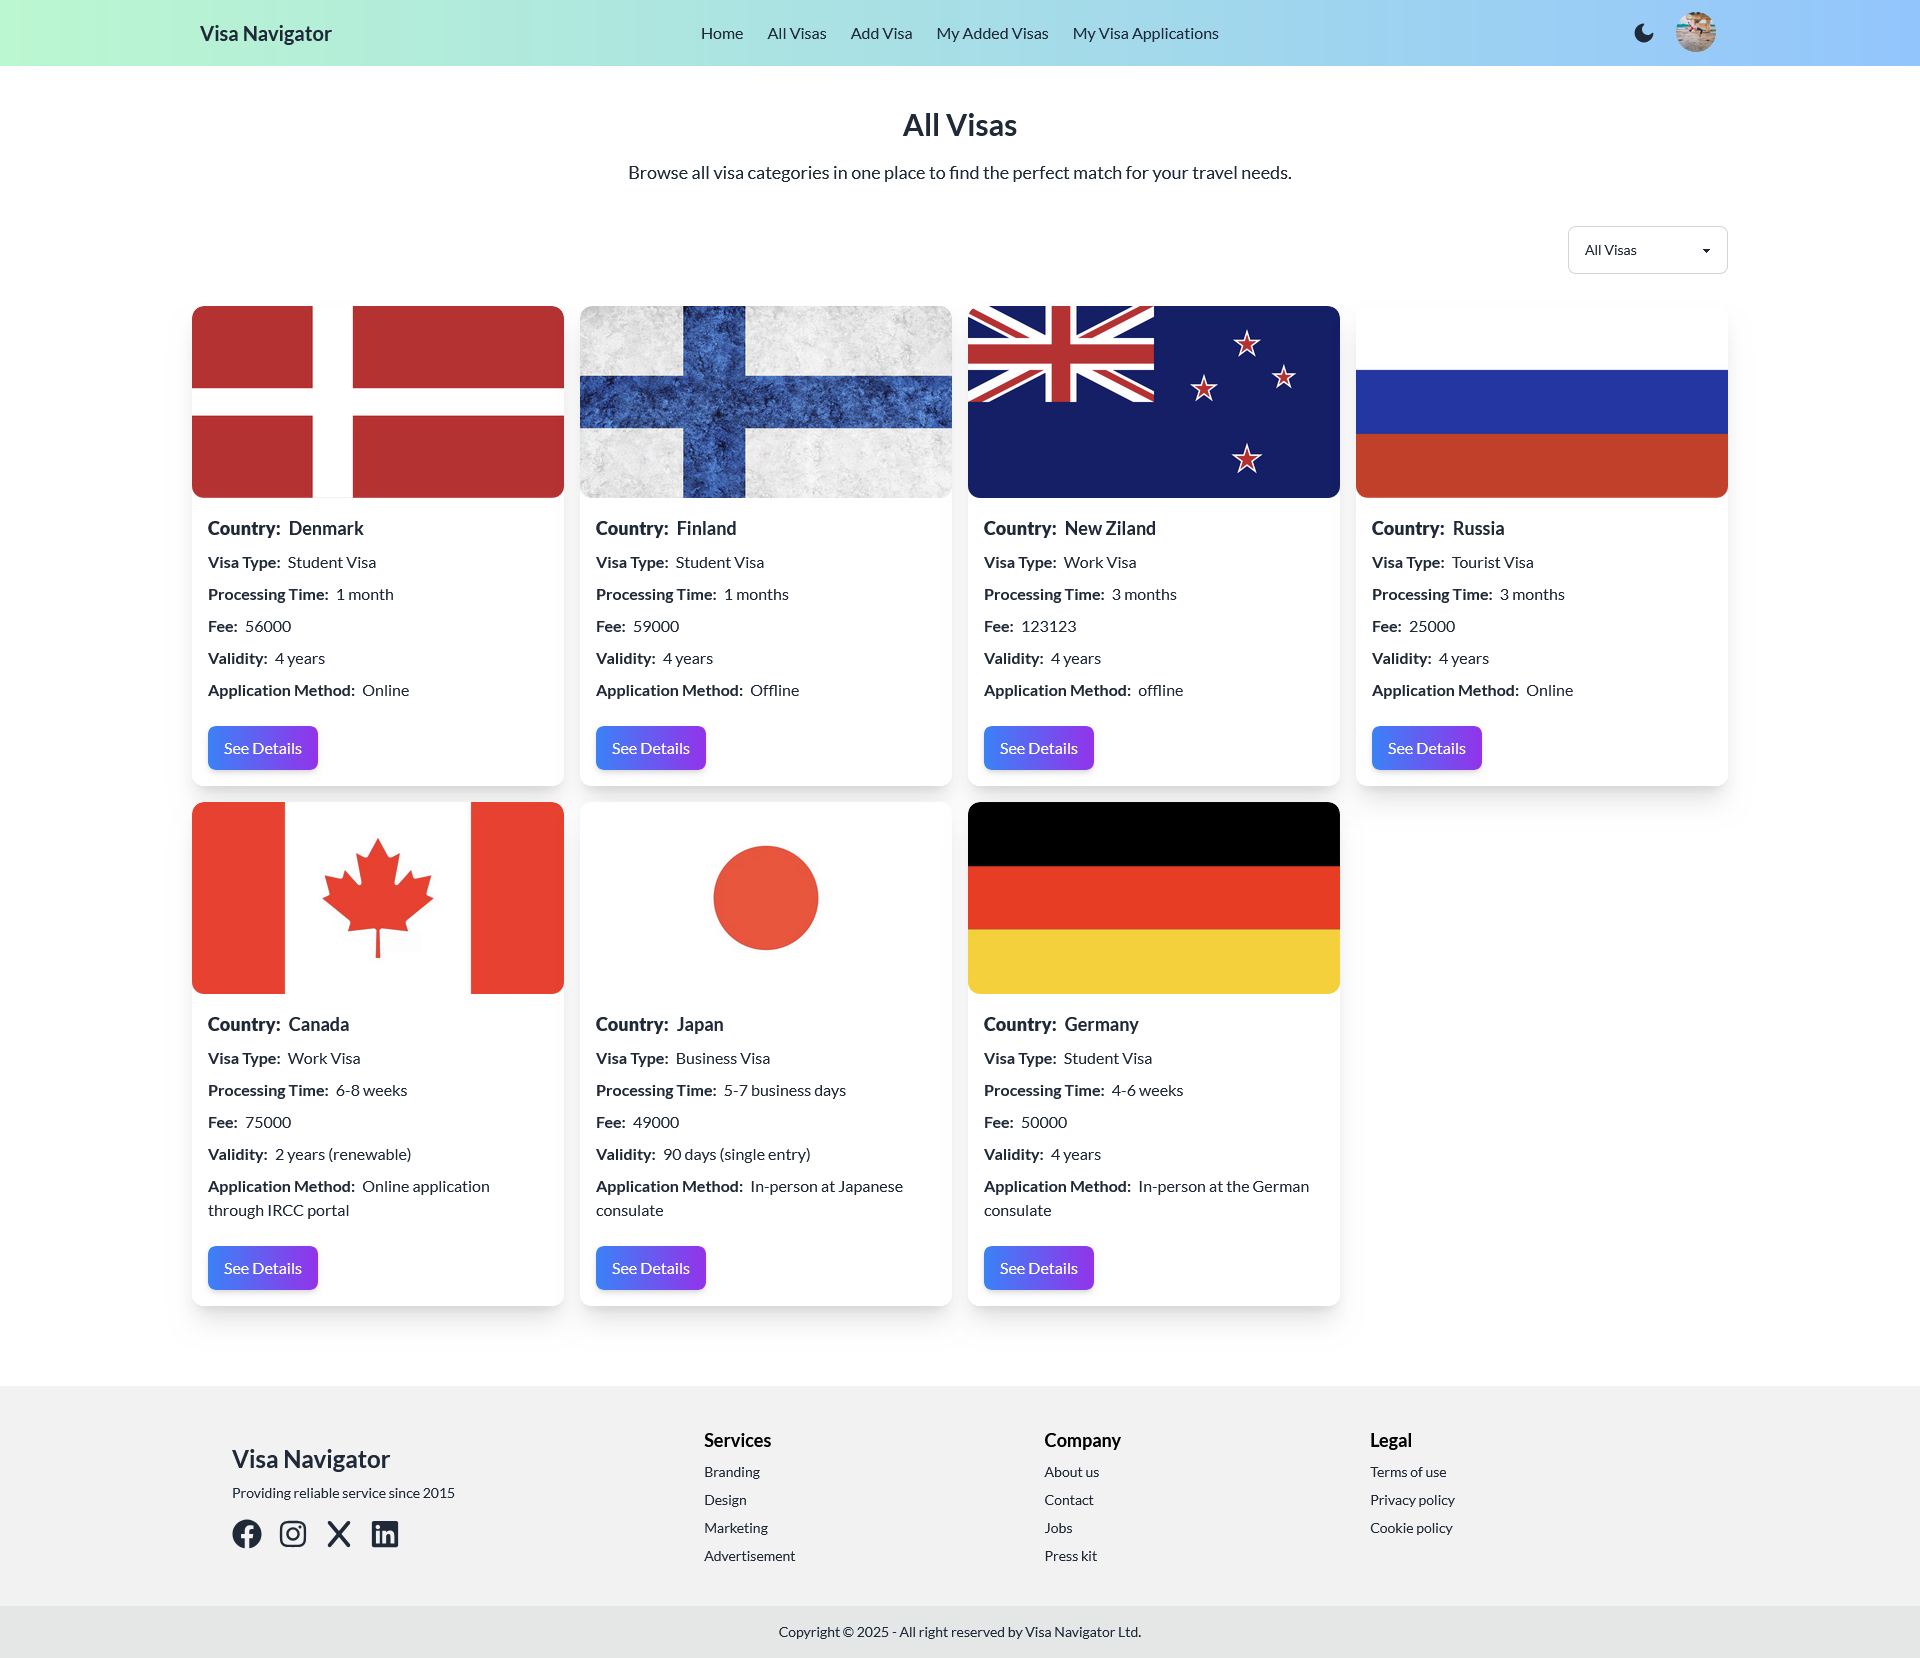 Visa Navigator
Home
All Visas
Add Visa
My Added Visas
My Visa Applications
All Visas
Browse all visa categories in one place to find the perfect match for your travel needs.
All Visas
Country: Denmark
Visa Type: Student Visa
Processing Time: 1 month
Fee: 56000
Validity: 4 years
Application Method: Online
See Details
Country: Finland
Visa Type: Student Visa
Processing Time: 1 months
Fee: 59000
Validity: 4 years
Application Method: Offline
See Details
Country: New Ziland
Visa Type: Work Visa
Processing Time: 3 months
Fee: 123123
Validity: 4 years
Application Method: offline
See Details
Country: Russia
Visa Type: Tourist Visa
Processing Time: 3 months
Fee: 25000
Validity: 4 years
Application Method: Online
See Details
Country: Canada
Visa Type: Work Visa
Processing Time: 6-8 weeks
Fee: 75000
Validity: 2 years (renewable)
Application Method: Online application
through IRCC portal
See Details
Country: Japan
Visa Type: Business Visa
Processing Time: 5-7 business days
Fee: 49000
Validity: 90 days (single entry)
Application Method: In-person at Japanese
consulate
See Details
Country: Germany
Visa Type: Student Visa
Processing Time: 4-6 weeks
Fee: 50000
Validity: 4 years
Application Method: In-person at the German
consulate
See Details
Visa Navigator
Providing reliable service since 2015
Services
Branding
Design
Marketing
Advertisement
Company
About us
Contact
Jobs
Press kit
Legal
Terms of use
Privacy policy
Cookie policy
Copyright © 2025 - All right reserved by Visa Navigator Ltd.